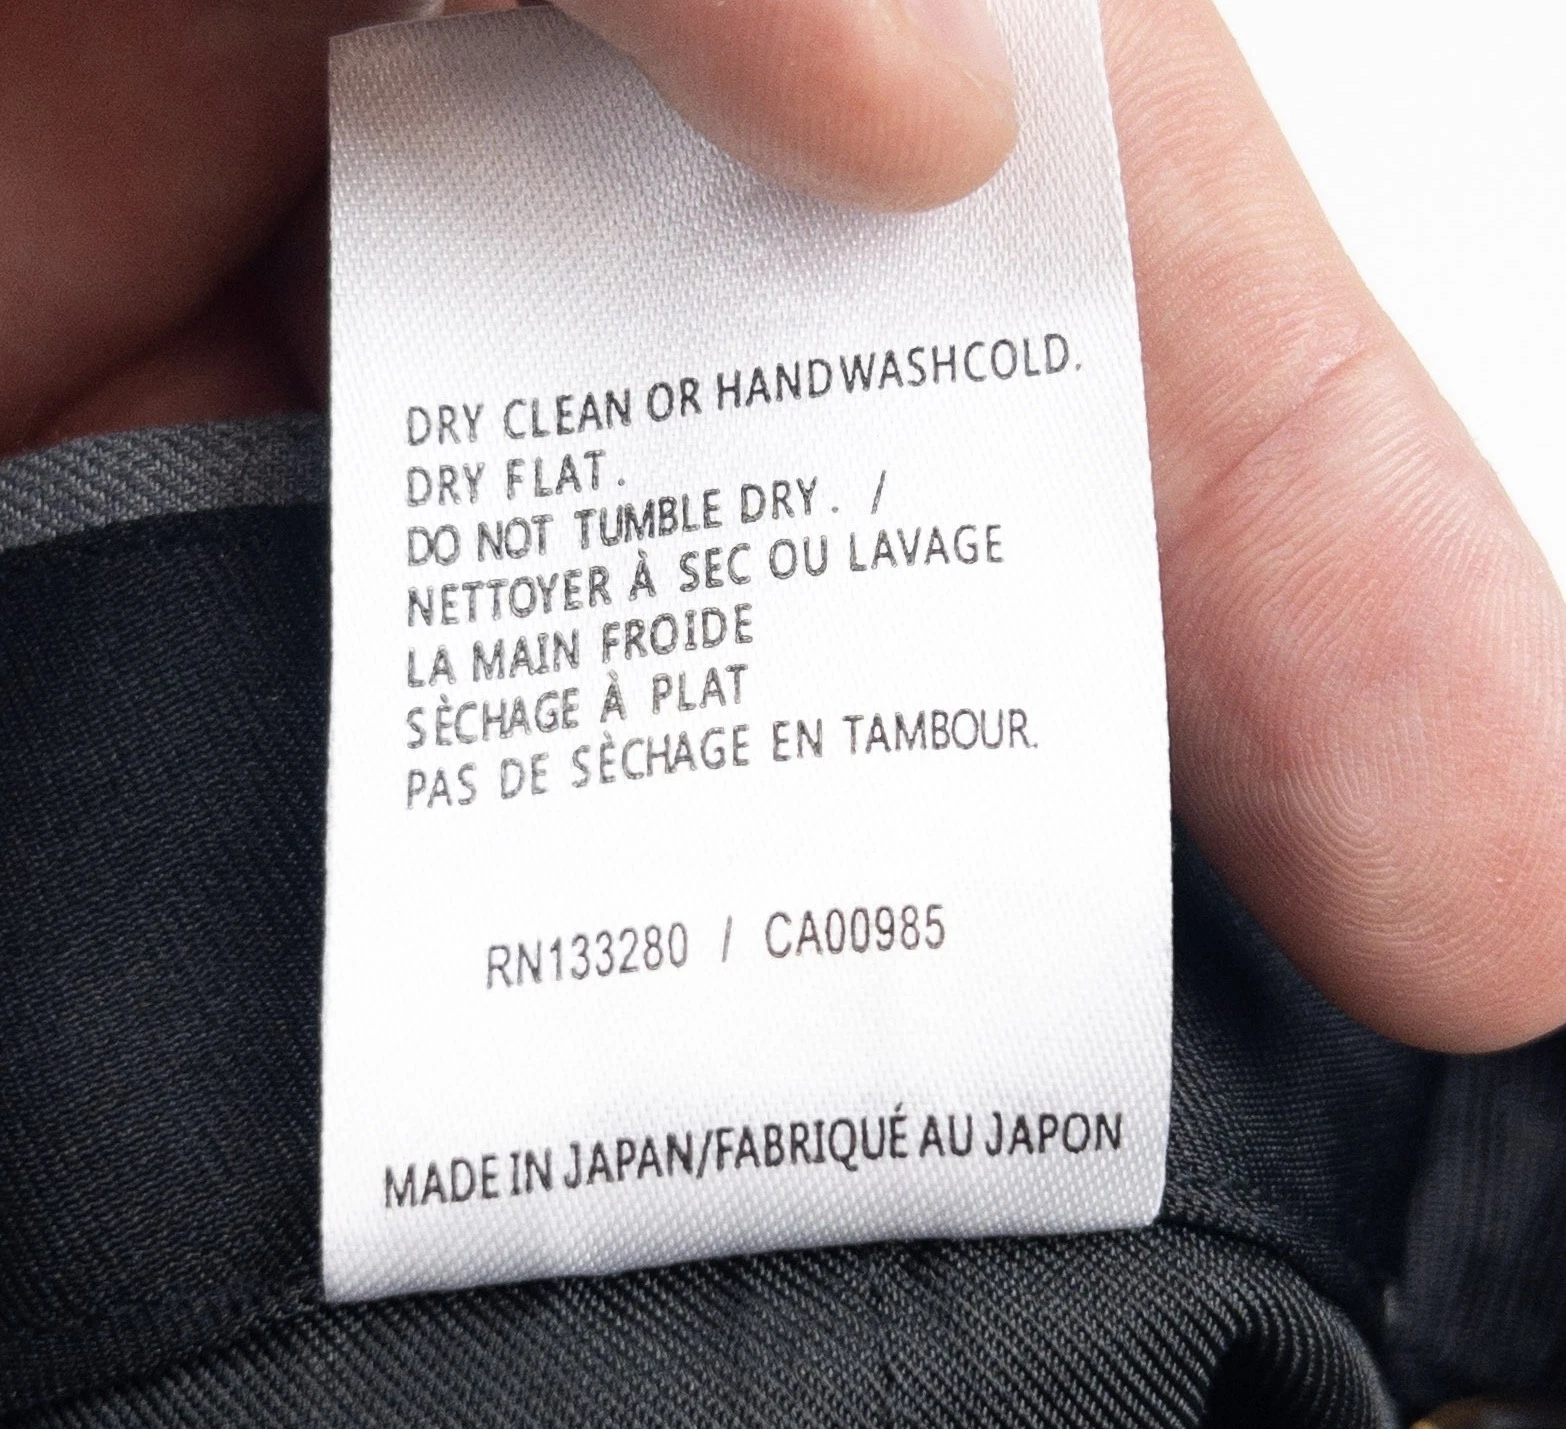 DRY CLEAN OR HANDWASHCOLD.
DRY FLAT.
DO NOT TUMBLE DRY. /
NETTOYER À SEC OU LAVAGE
LA MAIN FROIDE
SÈCHAGE À PLAT
PAS DE SÈCHAGE EN TAMBOUR.
RN133280 / CA00985
MADE IN JAPAN/FABRIQUÉ AU JAPON